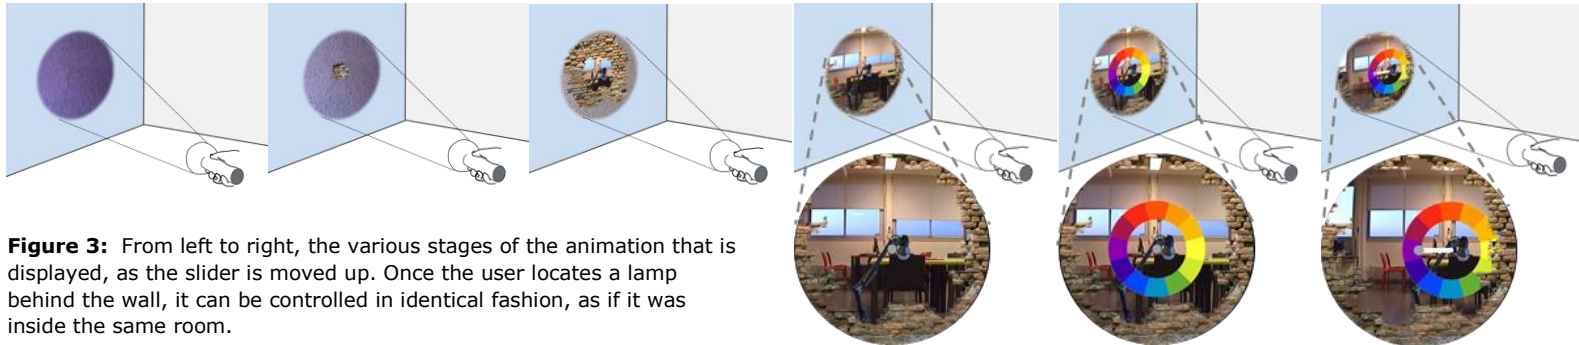 Figure 3: From left to right, the various stages of the animation that is
displayed, as the slider is moved up. Once the user locates a lamp
behind the wall, it can be controlled in identical fashion, as if it was
inside the same room.